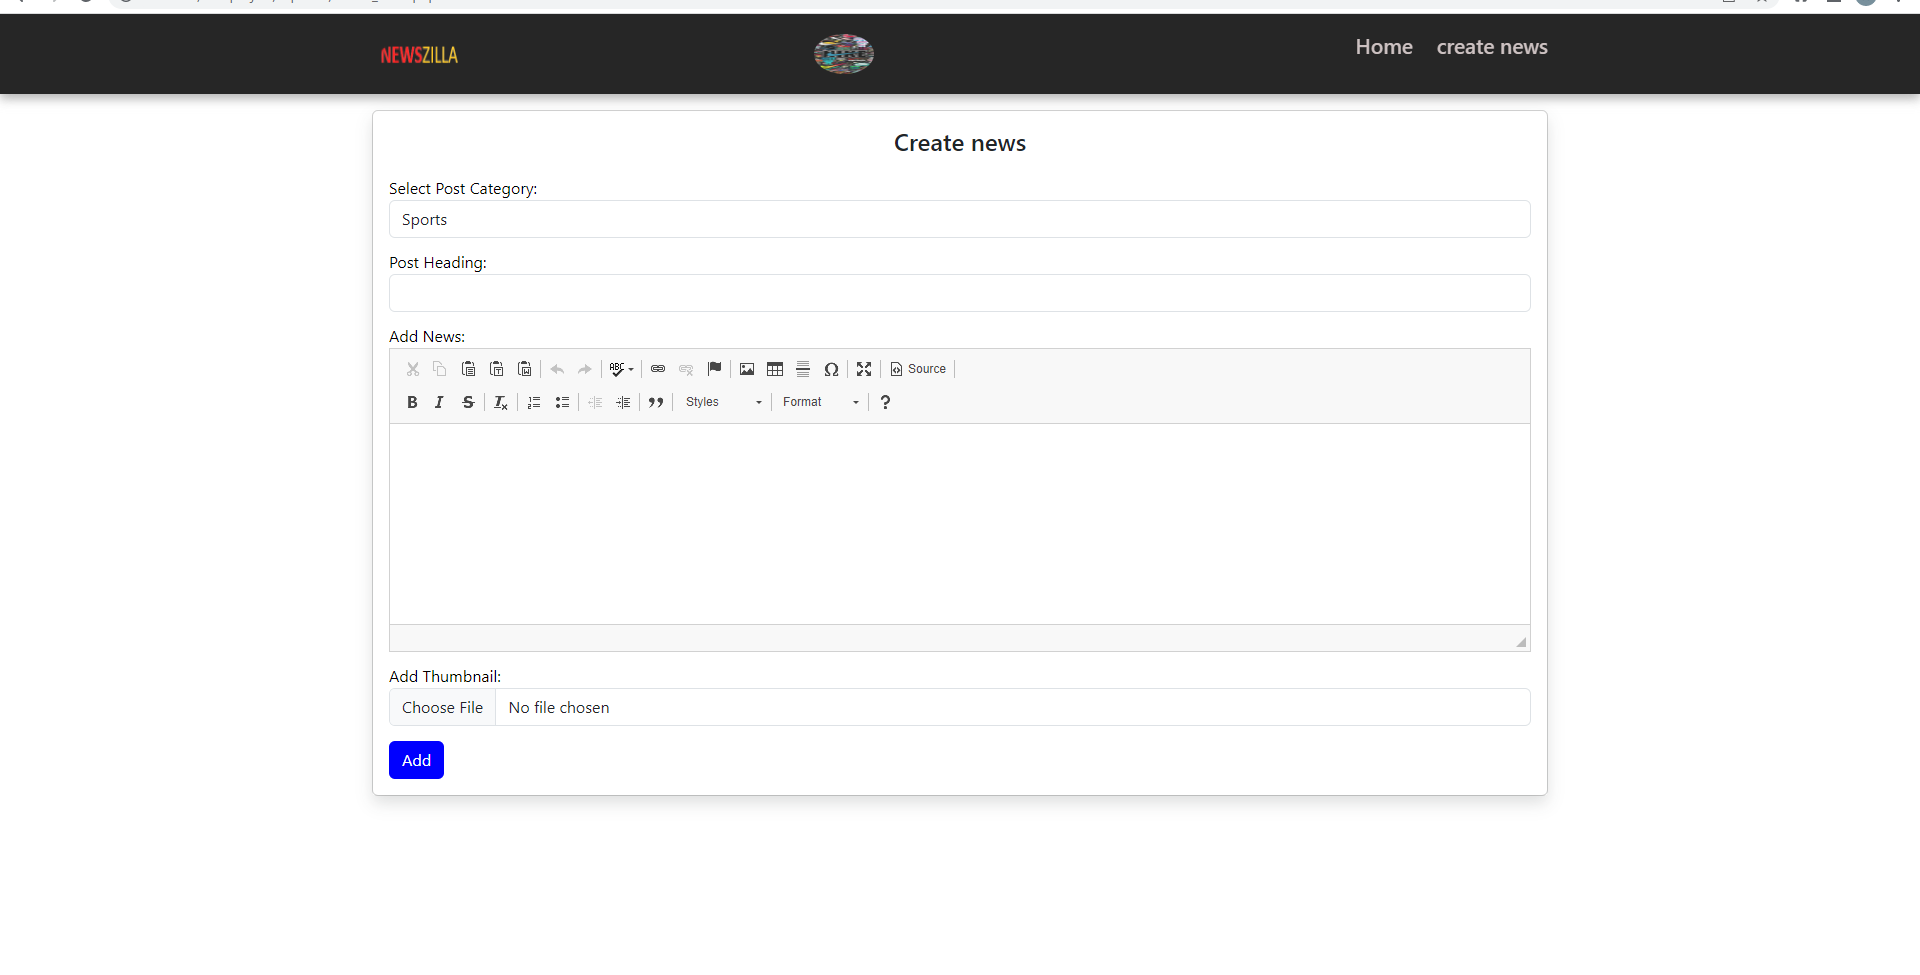 NEWSZILLA
Home create news
Create news
Select Post Category:
Sports
Post Heading:
Add News:
ABC Source
B I S Styles Format ?
Add Thumbnail:
Choose File No file chosen
Add